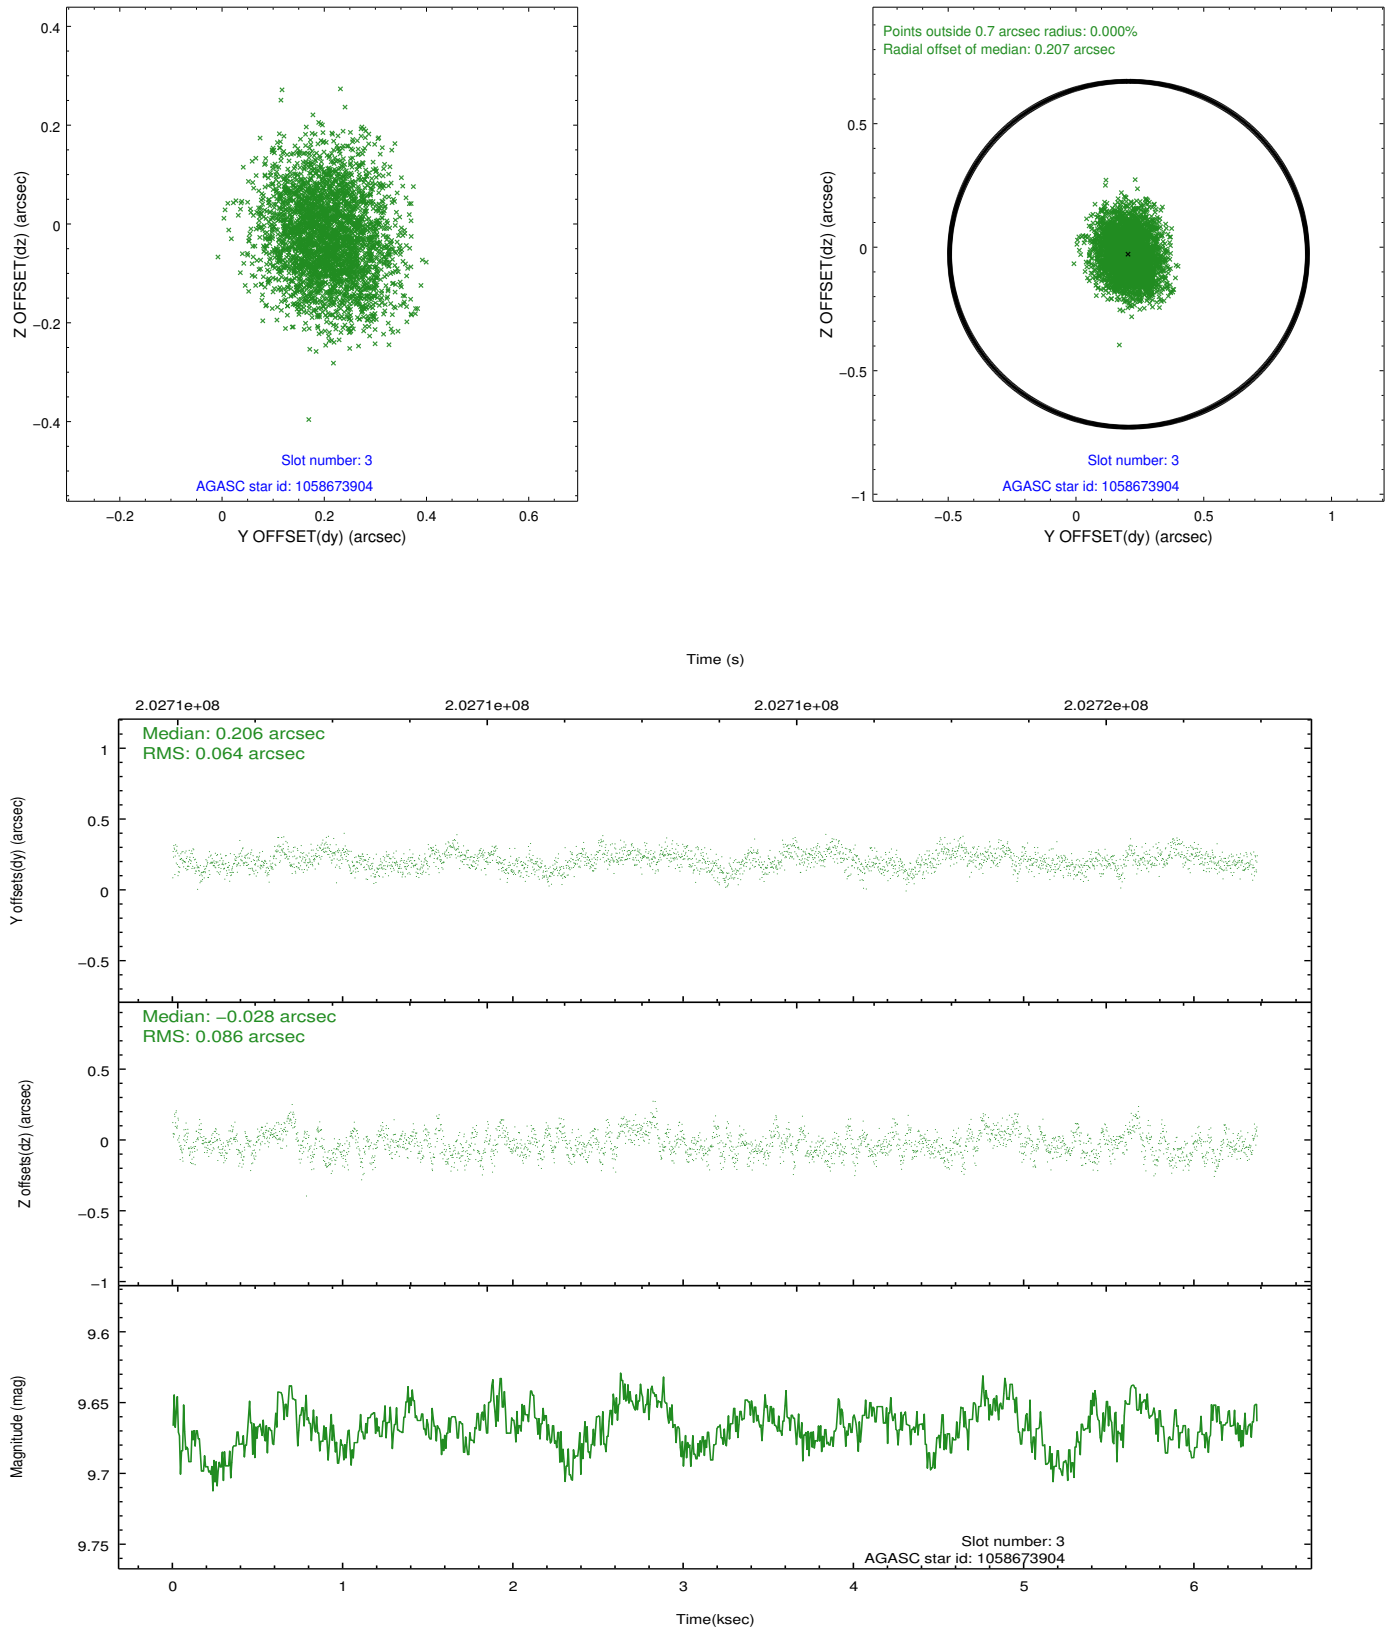 0.4
0.2
0
−0.2
−0.4
Z OFFSET(dz) (arcsec)
Slot number: 3
AGASC star id: 1058673904
−0.2
0
0.2
0.4
0.6
Y OFFSET(dy) (arcsec)
Points outside 0.7 arcsec radius: 0.000%
Radial offset of median: 0.207 arcsec
0.5
0
−0.5
−1
Z OFFSET(dz) (arcsec)
Slot number: 3
AGASC star id: 1058673904
−0.5
0
0.5
1
Y OFFSET(dy) (arcsec)
Time (s)
2.0271e+08
2.0271e+08
2.0271e+08
2.0272e+08
Median: 0.206 arcsec
RMS: 0.064 arcsec
1
0.5
0
−0.5
Y offsets(dy) (arcsec)
Median: −0.028 arcsec
RMS: 0.086 arcsec
0.5
0
−0.5
−1
Z offsets(dz) (arcsec)
9.6
9.65
9.7
9.75
Magnitude (mag)
Slot number: 3
AGASC star id: 1058673904
0
1
2
3
4
5
6
Time(ksec)